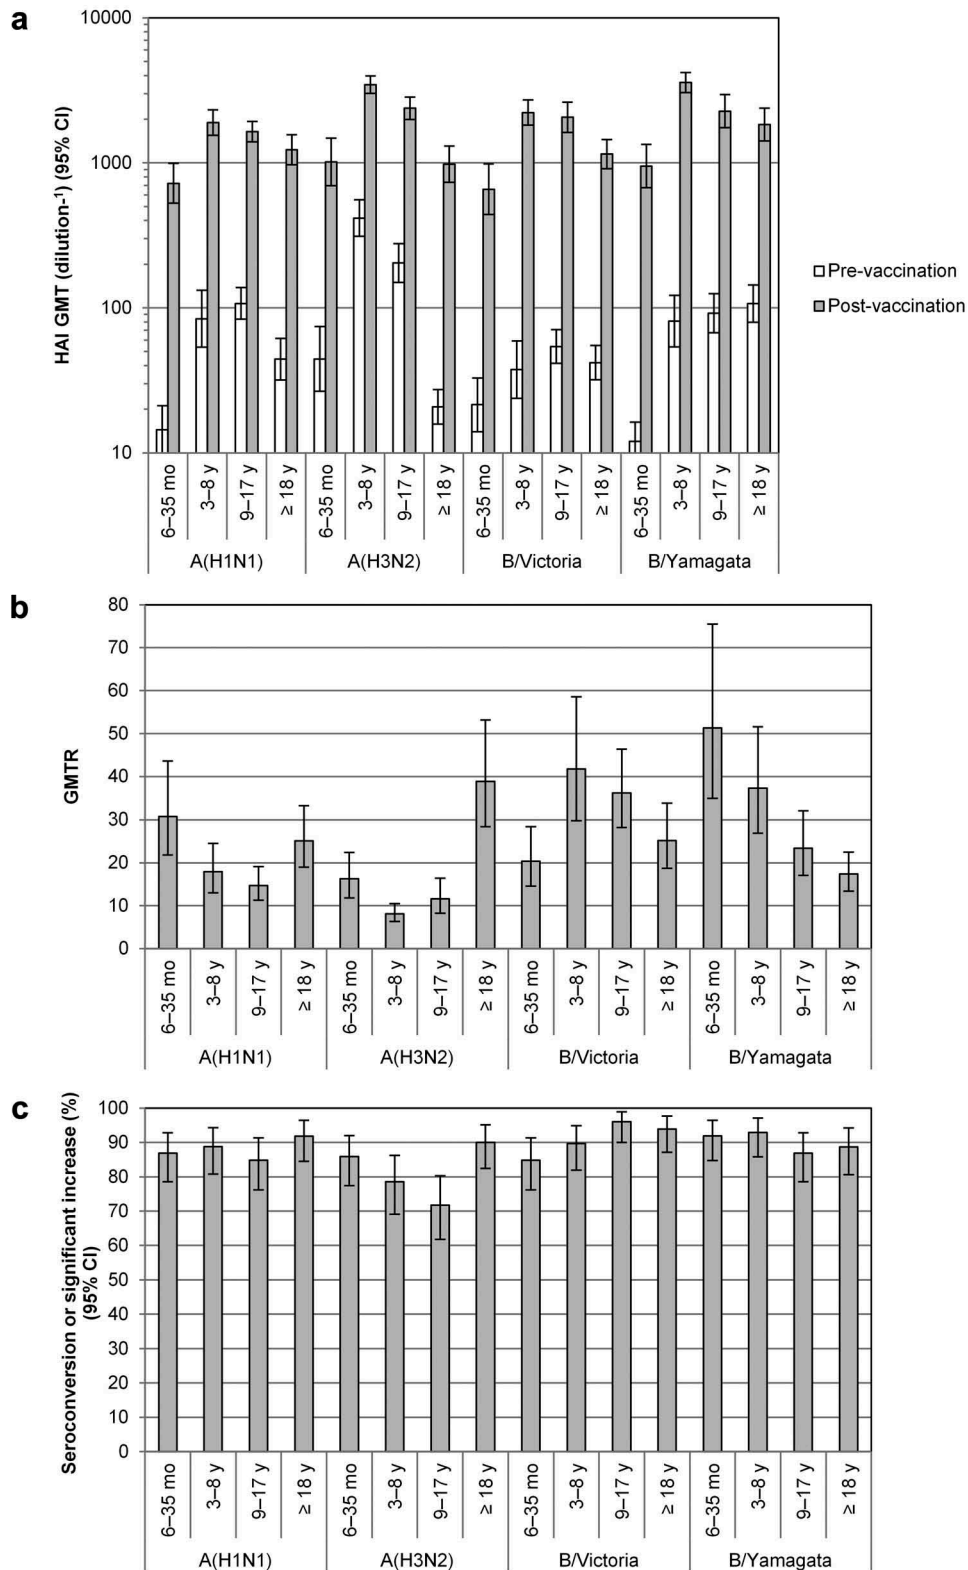 a
HAI GMT (dilution-¹) (95% CI)
10000
1000
100
10
Pre-vaccination
Post-vaccination
6–35 mo 3–8 y 9–17 y ≥ 18 y 6–35 mo 3–8 y 9–17 y ≥ 18 y 6–35 mo 3–8 y 9–17 y ≥ 18 y 6–35 mo 3–8 y 9–17 y ≥ 18 y
A(H1N1) A(H3N2) B/Victoria B/Yamagata
b
GMTR
80
70
60
50
40
30
20
10
0
6–35 mo 3–8 y 9–17 y ≥ 18 y 6–35 mo 3–8 y 9–17 y ≥ 18 y 6–35 mo 3–8 y 9–17 y ≥ 18 y 6–35 mo 3–8 y 9–17 y ≥ 18 y
A(H1N1) A(H3N2) B/Victoria B/Yamagata
c
Seroconversion or significant increase (%)
(95% CI)
100
90
80
70
60
50
40
30
20
10
0
6–35 mo 3–8 y 9–17 y ≥ 18 y 6–35 mo 3–8 y 9–17 y ≥ 18 y 6–35 mo 3–8 y 9–17 y ≥ 18 y 6–35 mo 3–8 y 9–17 y ≥ 18 y
A(H1N1) A(H3N2) B/Victoria B/Yamagata